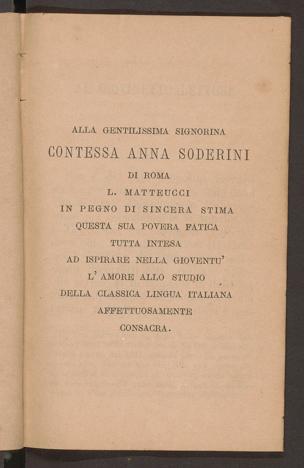 ALLA GENTILISSIMA SIGNORINA
CONTESSA ANNA SODERINI
DI ROMA
L. MATTEUCCI
IN PEGNO DI SINCERA STIMA
QUESTA SUA POVERA FATICA
TUTTA INTESA
AD ISPIRARE NELLA GIOVENTU'
L' AMORE ALLO STUDIO
DELLA CLASSICA LINGUA ITALIANA
AFFETTUOSAMENTE
CONSACRA.